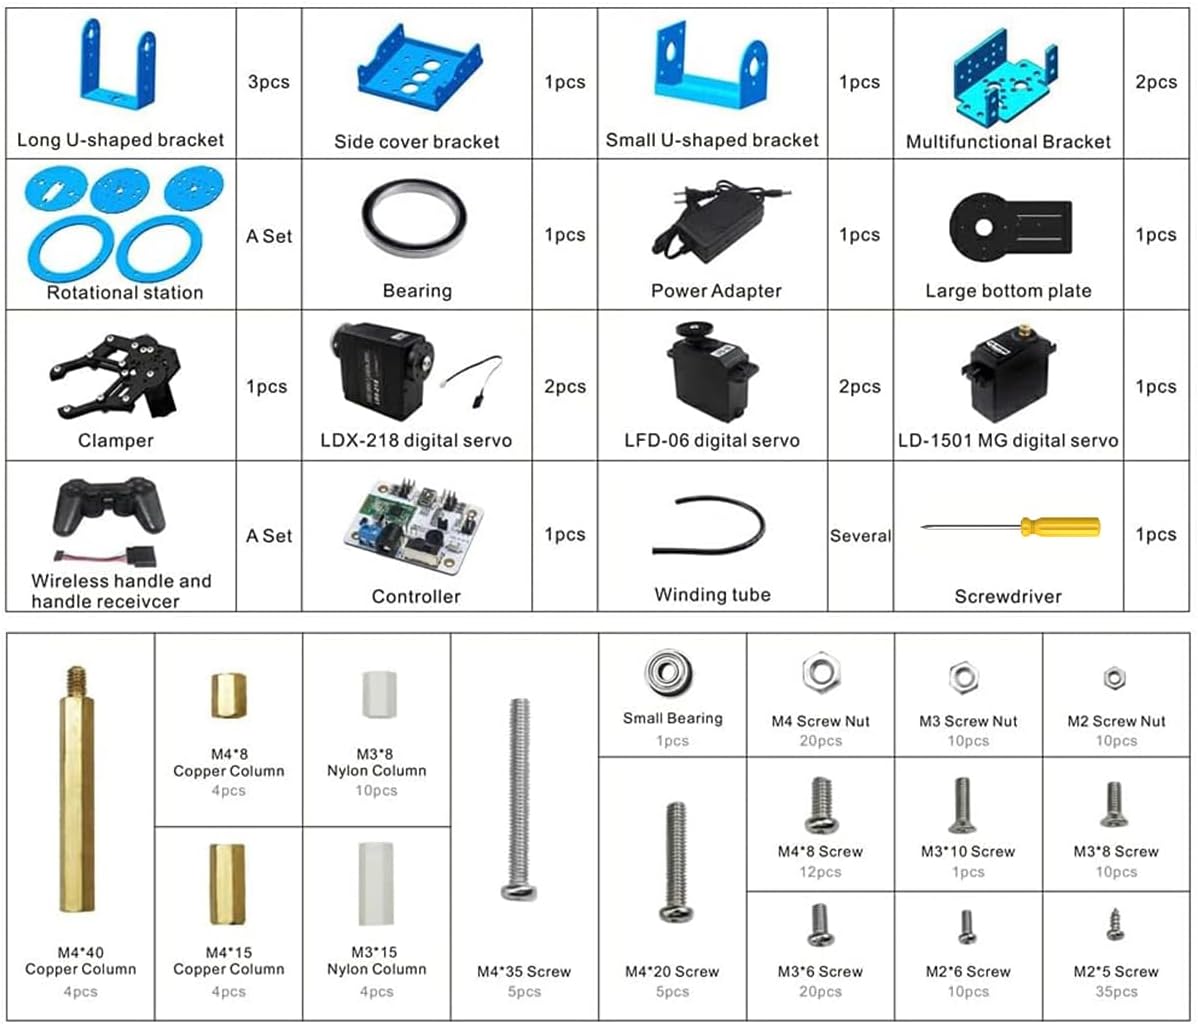 3pcs
1pcs
1pcs
2pcs
Long U-shaped bracket
Side cover bracket
Small U-shaped bracket
Multifunctional Bracket
A Set
1pcs
1pcs
1pcs
Rotational station
Bearing
Power Adapter
Large bottom plate
1pcs
2pcs
2pcs
1pcs
Clamper
LDX-218 digital servo
LFD-06 digital servo
LD-1501 MG digital servo
A Set
1pcs
Several
1pcs
Wireless handle and
handle receivcer
Controller
Winding tube
Screwdriver
Small Bearing
1pcs
M4 Screw Nut
20pcs
M3 Screw Nut
10pcs
M2 Screw Nut
10pcs
M4*8
Copper Column
4pcs
M3*8
Nylon Column
10pcs
M4*8 Screw
12pcs
M3*10 Screw
1pcs
M3*8 Screw
10pcs
M4*40
Copper Column
4pcs
M4*15
Copper Column
4pcs
M3*15
Nylon Column
4pcs
M4*35 Screw
5pcs
M4*20 Screw
5pcs
M3*6 Screw
20pcs
M2*6 Screw
10pcs
M2*5 Screw
35pcs